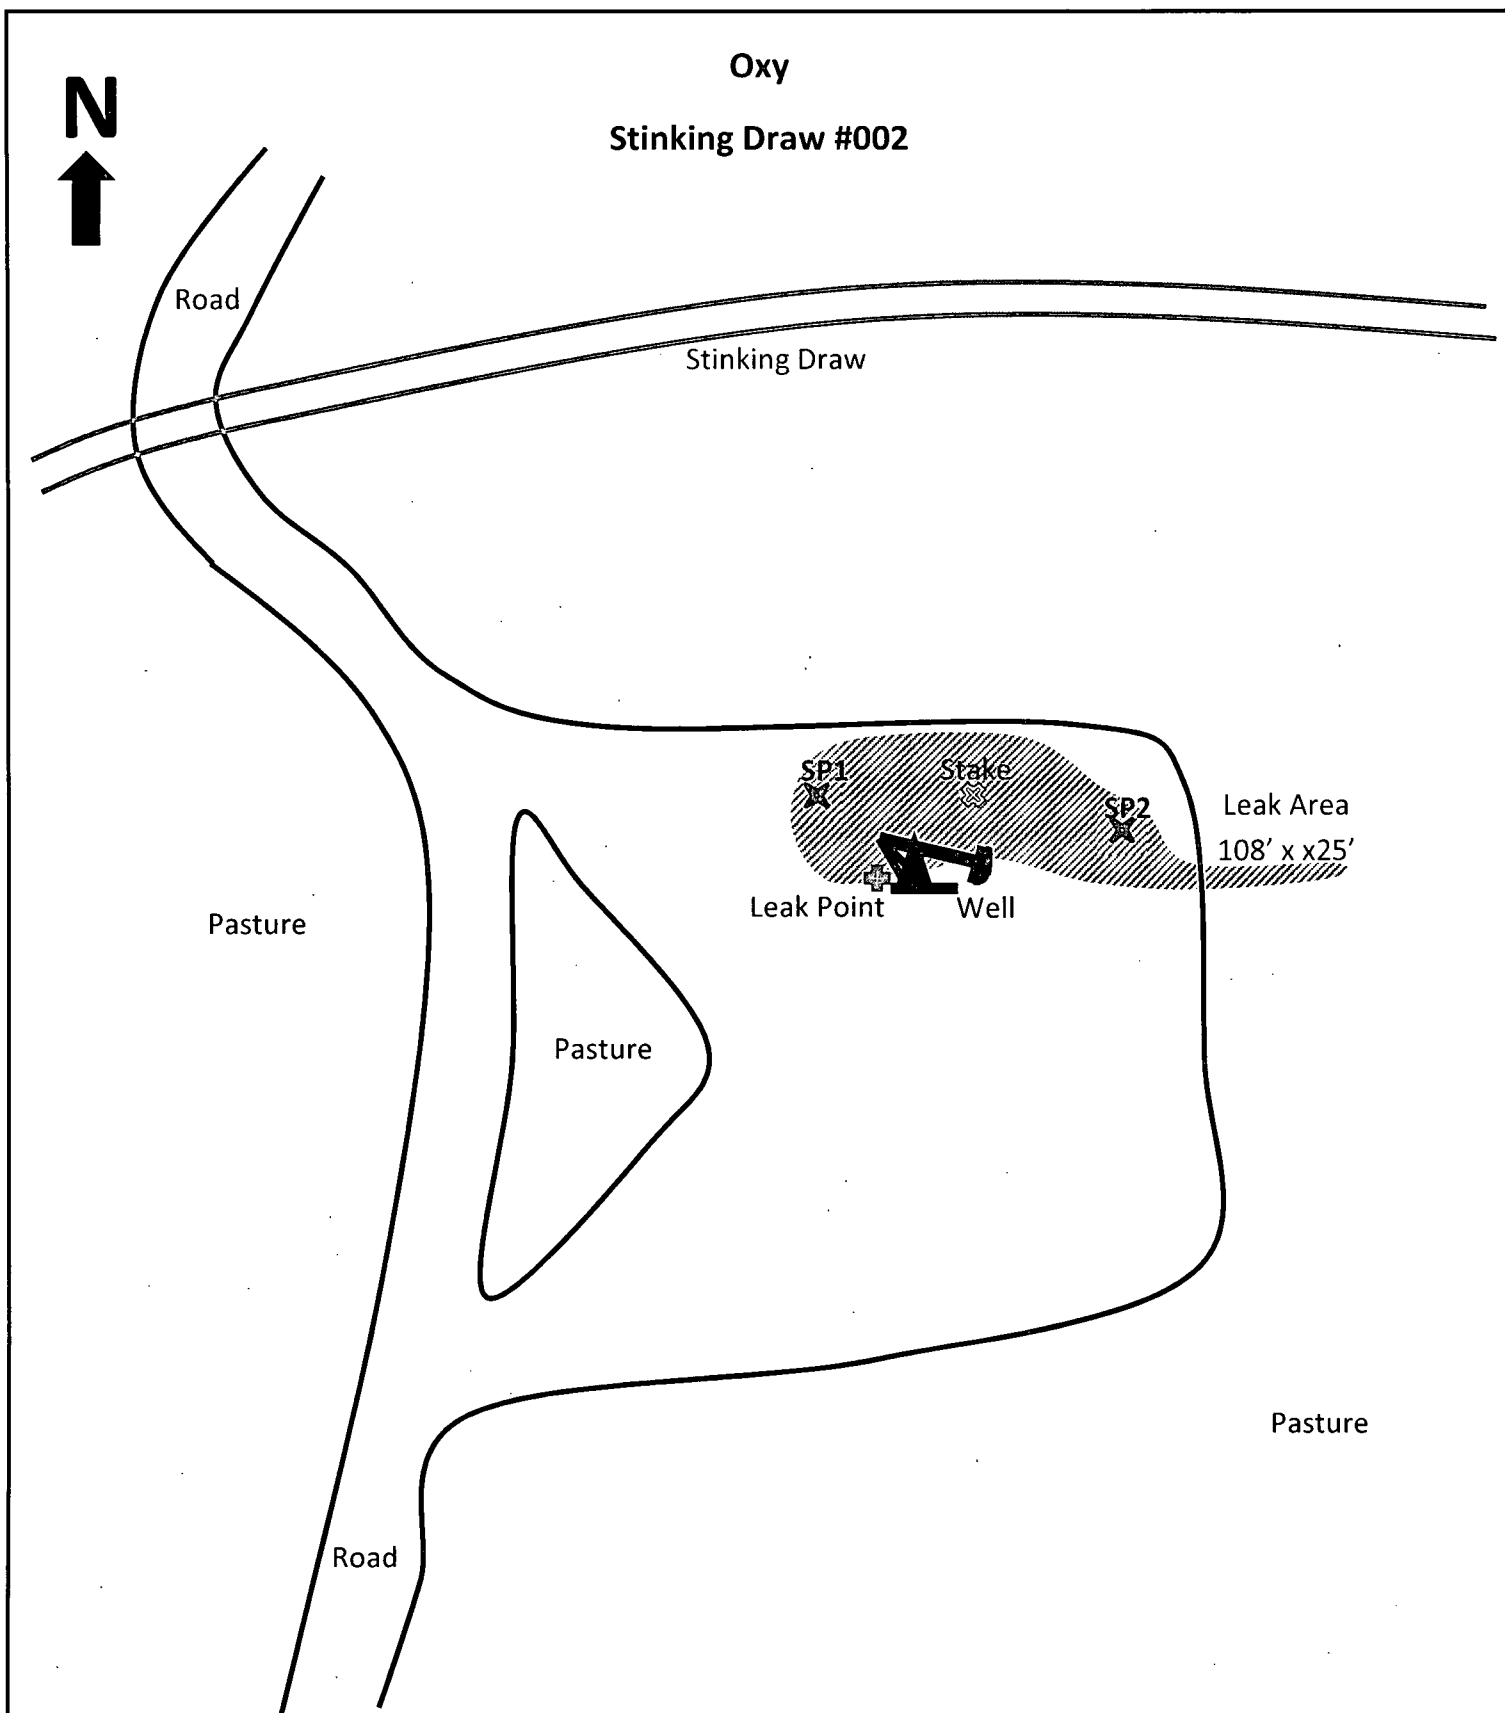 Oxy
N
Stinking Draw #002
Road
Stinking Draw
SP1
Stake
SP2
Leak Area
108’ x x25’
Leak Point
Well
Pasture
Pasture
Pasture
Road